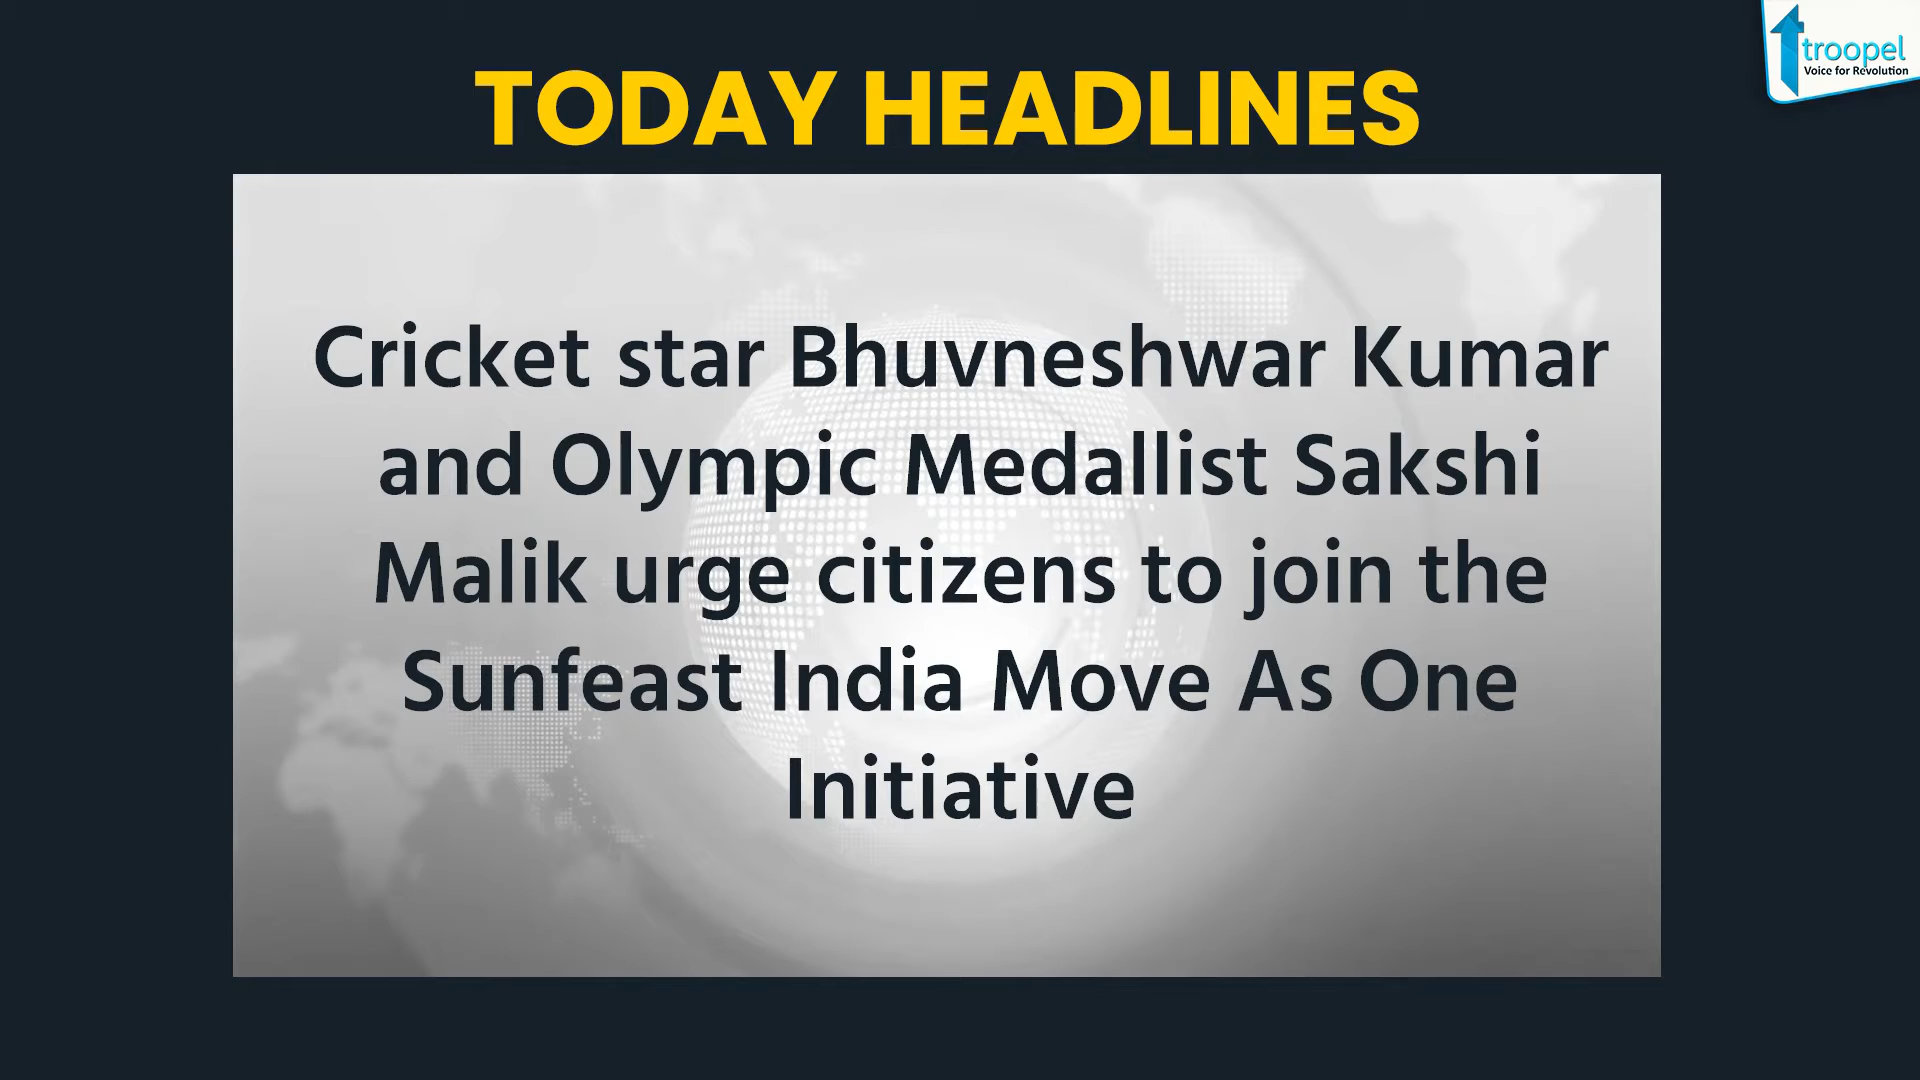 troopel
Voice for Revolution
TODAY HEADLINES
Cricket star Bhuvneshwar Kumar
and Olympic Medallist Sakshi
Malik urge citizens to join the
Sunfeast India Move As One
Initiative